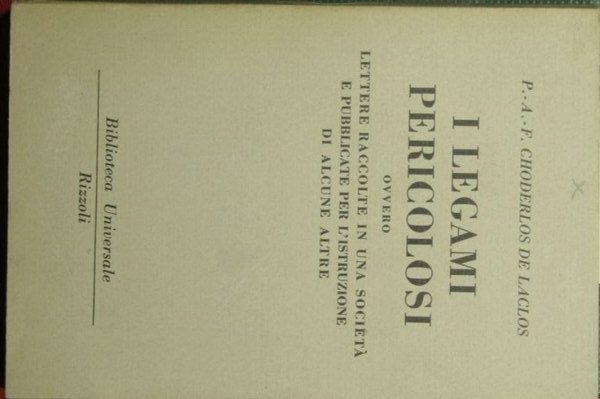 P.-A.-F. CHODERLOS DE LACLOS
I LEGAMI
PERICOLOSI
OVVERO
LETTERE RACCOLTE IN UNA SOCIETÀ
E PUBBLICATE PER L'ISTRUZIONE
DI ALCUNE ALTRE
Biblioteca Universale
Rizzoli